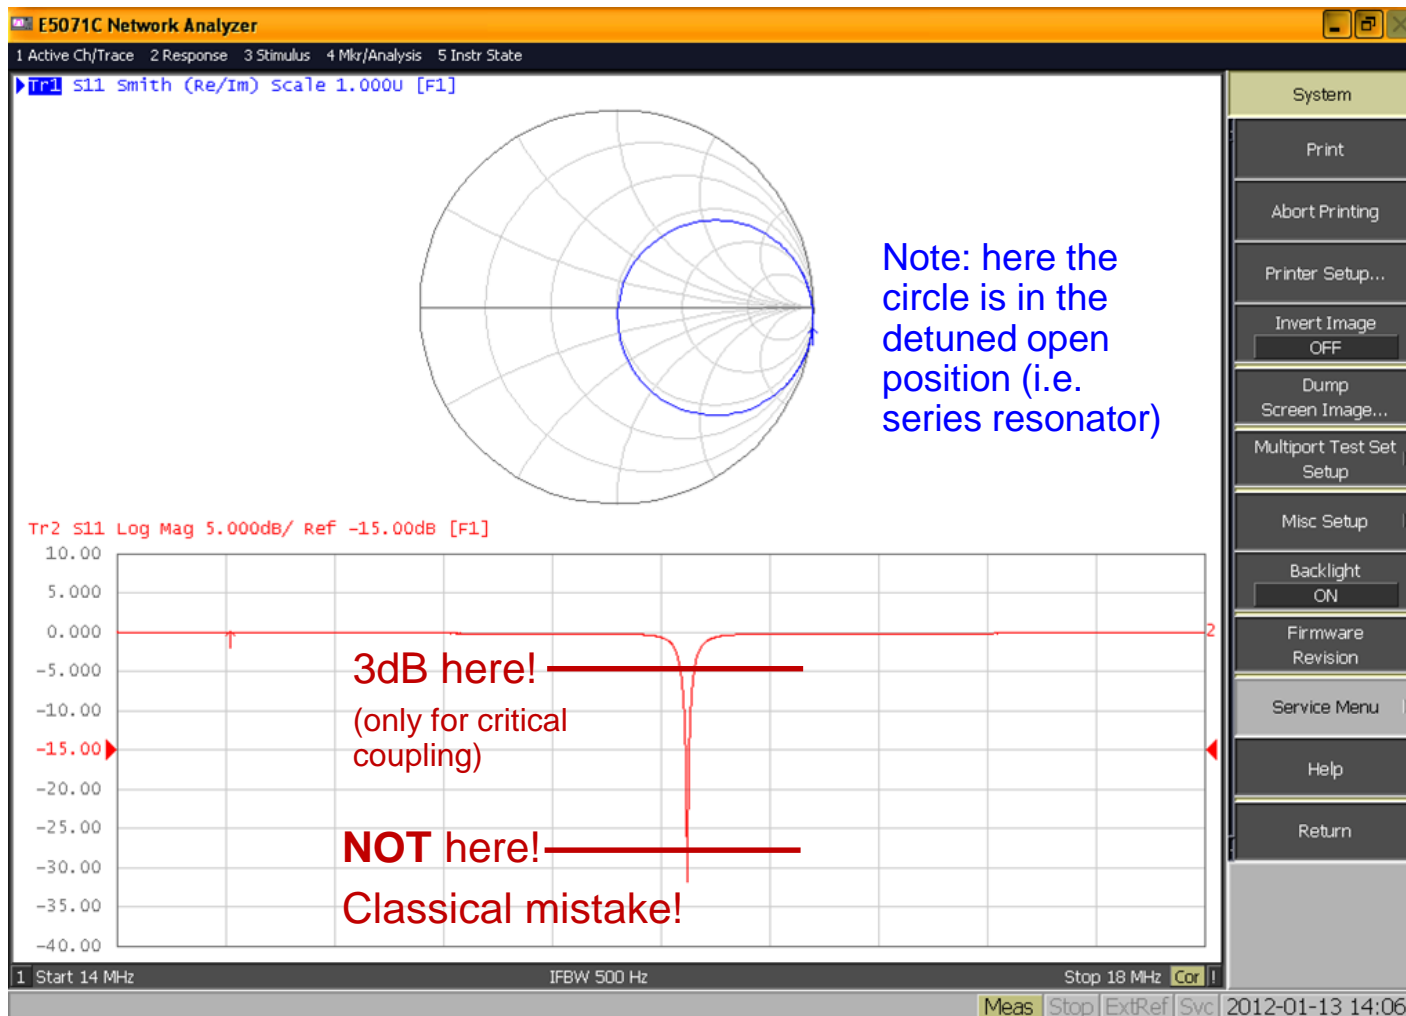 E5071C Network Analyzer
1 Active Ch/Trace 2 Response 3 Stimulus 4 Mkr/Analysis 5 Instr State
Tr1 S11 Smith (Re/Im) Scale 1.000U [F1]
Note: here the
circle is in the
detuned open
position (i.e.
series resonator)
Tr2 S11 Log Mag 5.000dB/ Ref -15.00dB [F1]
10.00
5.000
0.000
-5.000
-10.00
-15.00
-20.00
-25.00
-30.00
-35.00
-40.00
2
3dB here!
(only for critical
coupling)
NOT here!
Classical mistake!
1 Start 14 MHz IFBW 500 Hz Stop 18 MHz Cor !
System
Print
Abort Printing
Printer Setup...
Invert Image
OFF
Dump
Screen Image...
Multiport Test Set
Setup
Misc Setup
Backlight
ON
Firmware
Revision
Service Menu
Help
Return
Meas Stop ExtRef Svc 2012-01-13 14:06